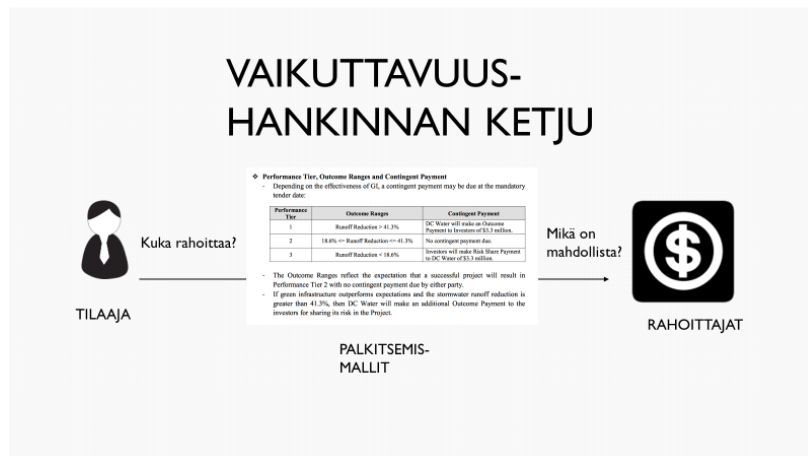 VAIKUTTAVUUS-
HANKINNAN KETJU
❖ Performance Tier, Outcome Ranges and Contingent Payment
- Depending on the effectiveness of GI, a contingent payment may be due at the mandatory
tender date:
Performance Tier Outcome Ranges Contingent Payment
1 Runoff Reduction > 41.3% DC Water will make an Outcome
Payment to Investors of $3.3 million.
2 18.6% <= Runoff Reduction <= 41.3% No contingent payment due.
3 Runoff Reduction < 18.6% Investors will make Risk Share Payment
to DC Water of $3.3 million.
- The Outcome Ranges reflect the expectation that a successful project will result in
Performance Tier 2 with no contingent payment due by either party.
- If green infrastructure outperforms expectations and the stormwater runoff reduction is
greater than 41.3%, then DC Water will make an additional Outcome Payment to the
investors for sharing its risk in the Project.
Kuka rahoittaa?
Mikä on
mahdollista?
$
TILAAJA
RAHOITTAJAT
PALKITSEMIS-
MALLIT